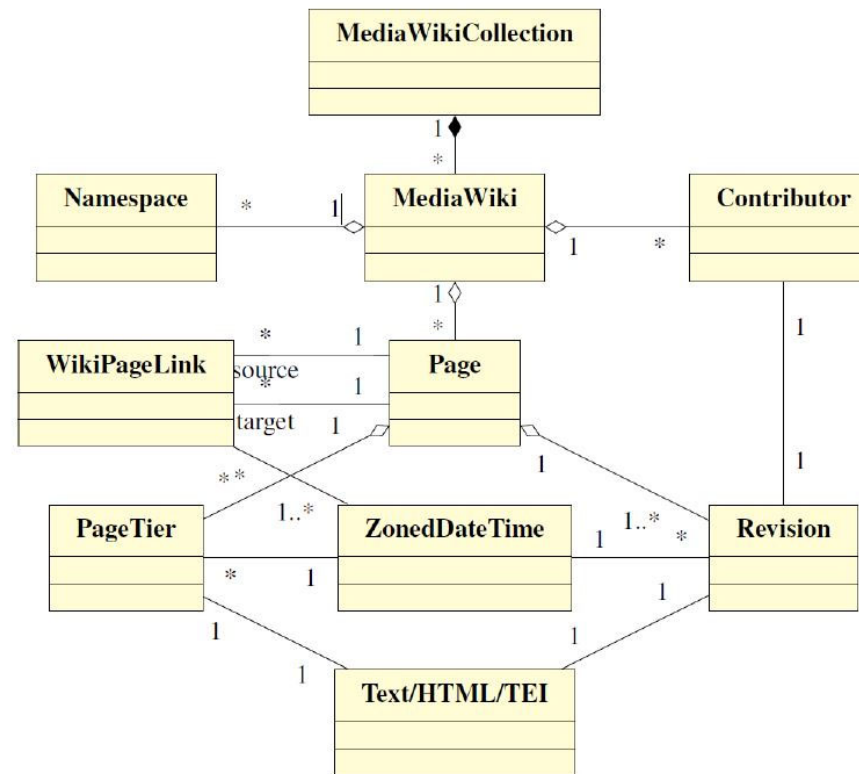 MediaWikiCollection
1
*
Namespace * 1 MediaWiki 1 * Contributor
1
*
1
WikiPageLink * 1 Page
source
* 1
target 1 1
* * 1..* 1..* * 1
PageTier ZonedDateTime 1 Revision
* 1
1 1 1 1
Text/HTML/TEI